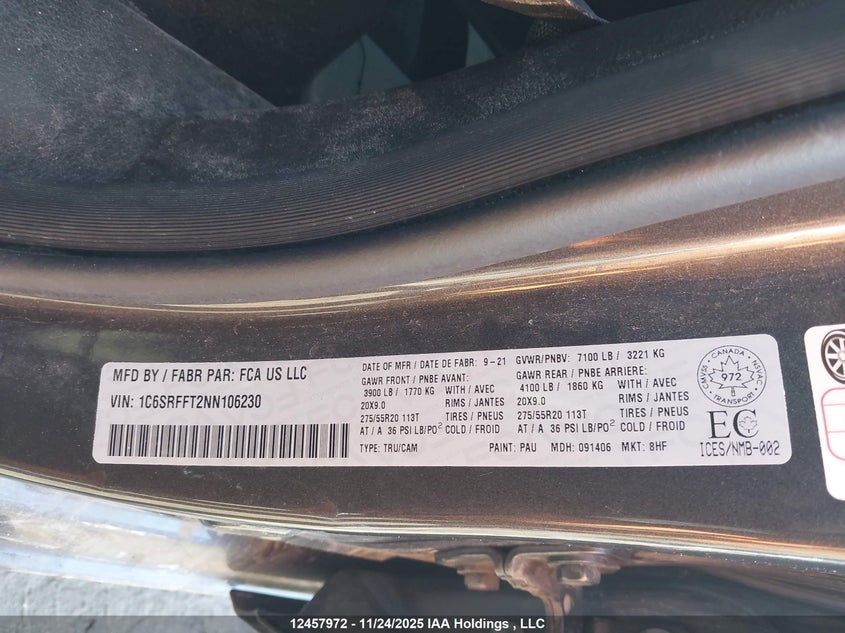 MFD BY / FABR PAR: FCA US LLC
VIN: 1C6SRFFT2NN106230
DATE OF MFR / DATE DE FABR: 9-21
GAWR FRONT / PNBE AVANT:
3900 LB / 1770 KG WITH / AVEC
20X9.0 RIMS / JANTES
275/55R20 113T
AT / A 36 PSI LB/PO² COLD / FROID
TYPE: TRU/CAM
GVWR/PNBV: 7100 LB / 3221 KG
GAWR REAR / PNBE ARRIERE:
4100 LB / 1860 KG WITH / AVEC
20X9.0 RIMS / JANTES
275/55R20 113T
AT / A 36 PSI LB/PO² COLD / FROID
PAINT: PAU MDH: 091406 MKT: 8HF
CANADA
CMVSS NSVAC
972
TRANSPORT
EC
ICES/NMB-002
12457972 - 11/24/2025 IAA Holdings , LLC